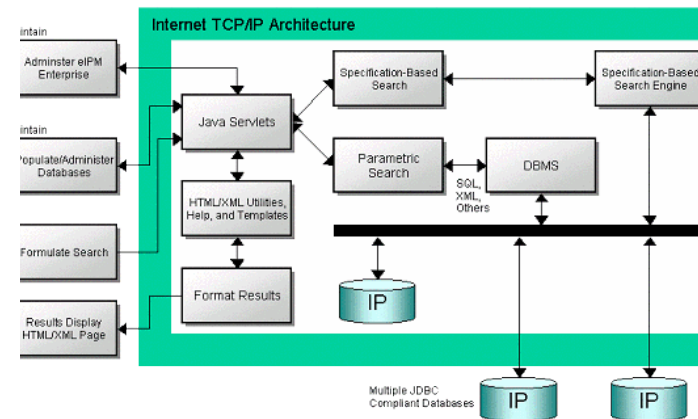 Internet TCP/IP Architecture
intain
Adminster eIPM
Enterprise
intain
Populate/Administer
Databases
Formulate Search
Results Display
HTML/XML Page
Java Servlets
HTML/XML Utilities,
Help, and Templates
Format Results
Specification-Based
Search
Specification-Based
Search Engine
Parametric
Search
SQL,
XML,
Others
DBMS
IP
Multiple JDBC
Compliant Databases
IP
IP